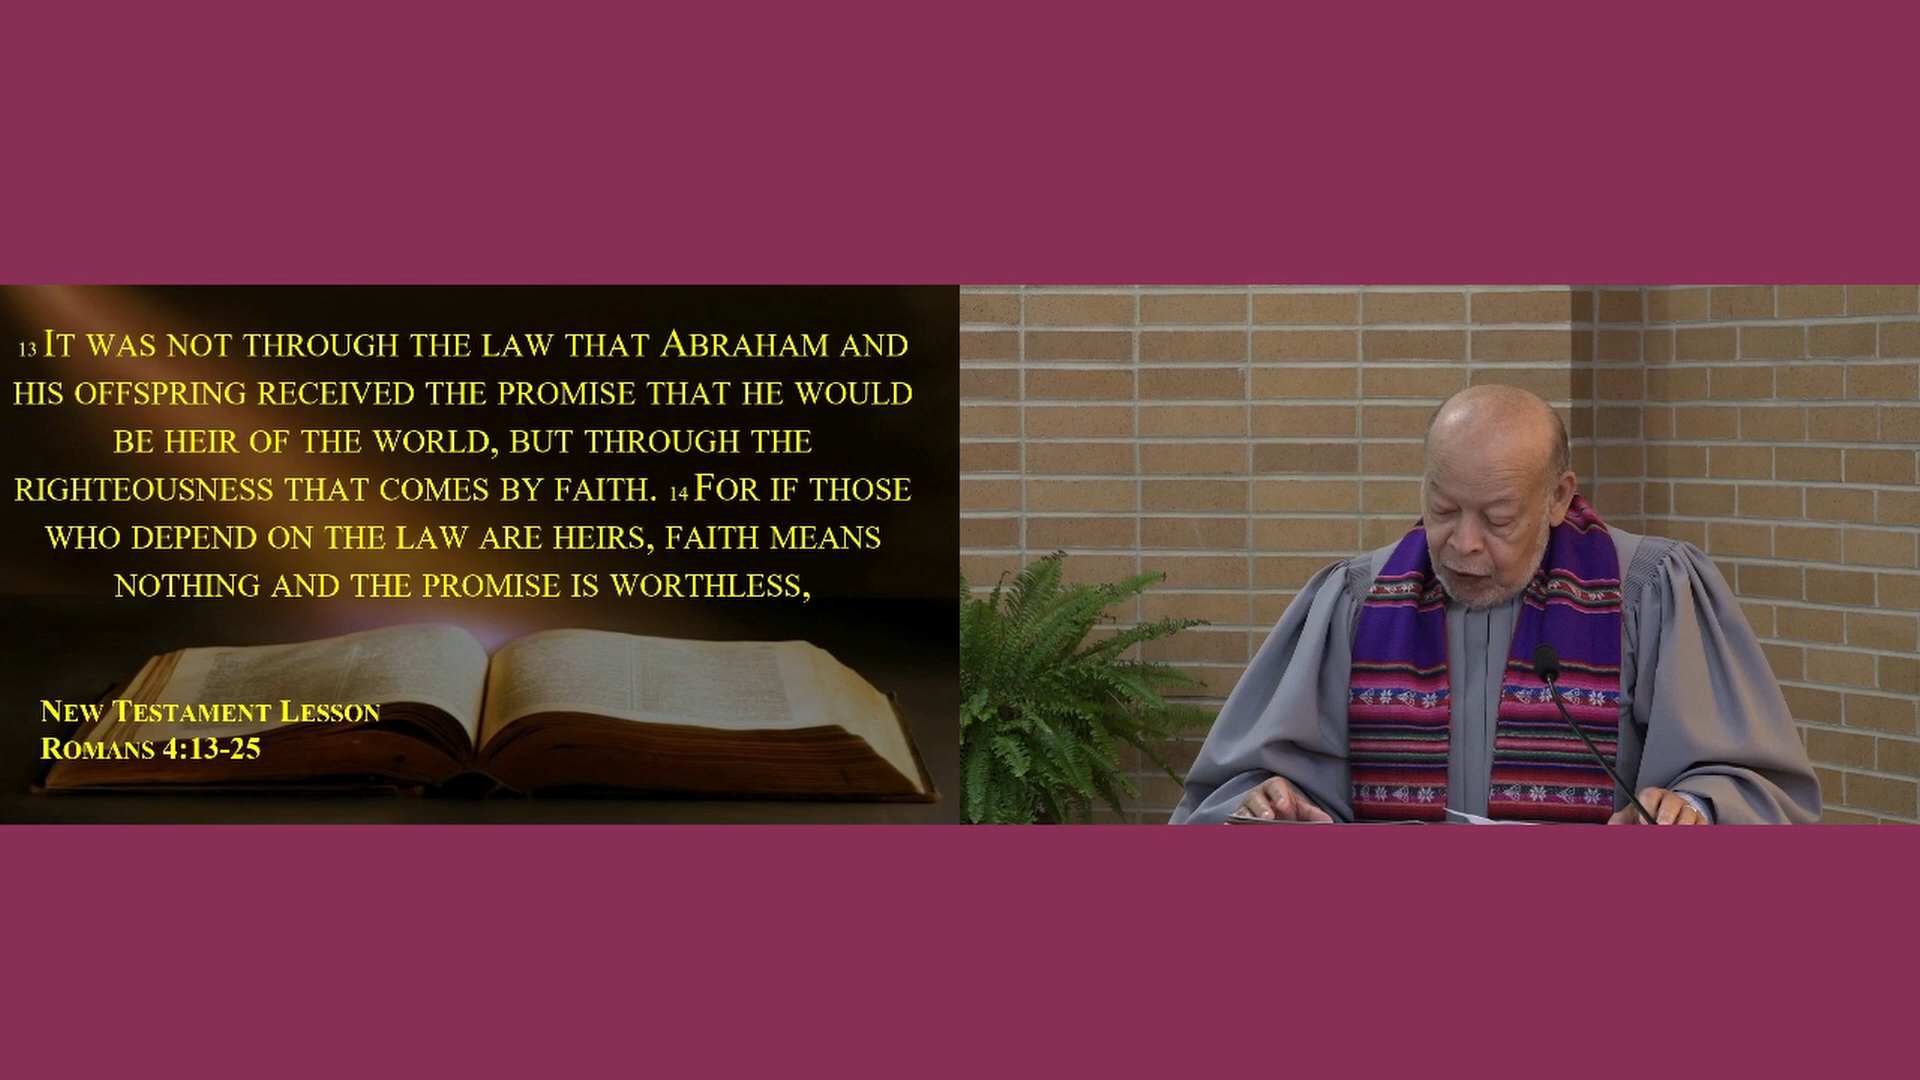 13 It was not through the law that Abraham and
his offspring received the promise that he would
be heir of the world, but through the
righteousness that comes by faith. 14 For if those
who depend on the law are heirs, faith means
nothing and the promise is worthless,
New Testament Lesson
Romans 4:13-25